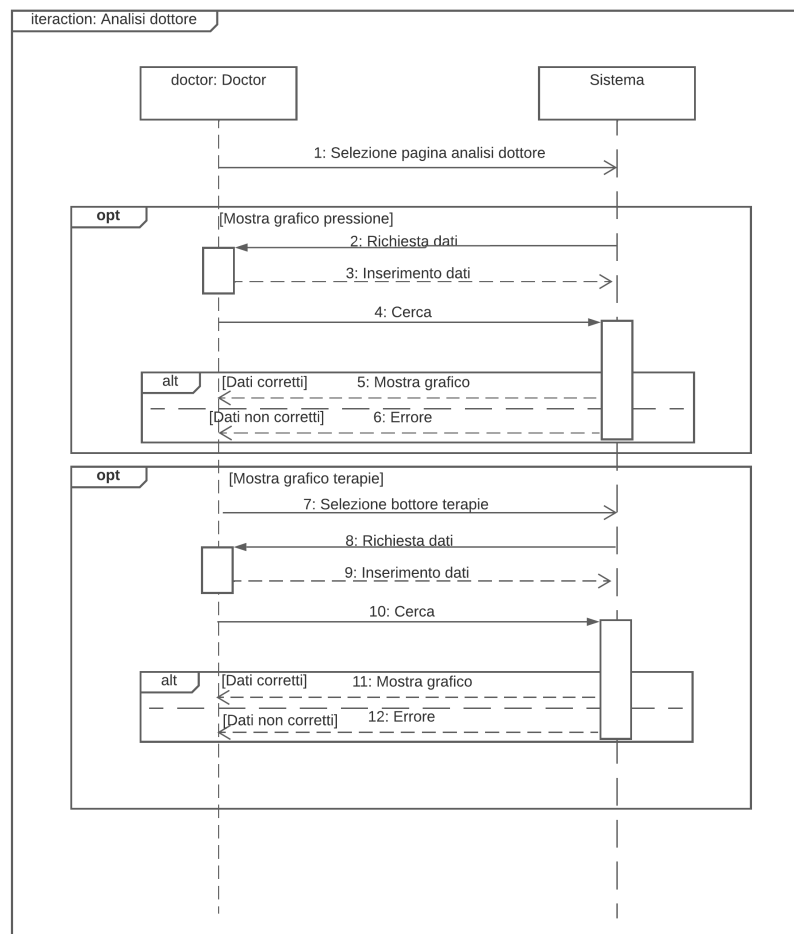 iteraction: Analisi dottore
doctor: Doctor
Sistema
1: Selezione pagina analisi dottore
opt
[Mostra grafico pressione]
2: Richiesta dati
3: Inserimento dati
4: Cerca
alt
[Dati corretti]
5: Mostra grafico
[Dati non corretti]
6: Errore
opt
[Mostra grafico terapie]
7: Selezione bottore terapie
8: Richiesta dati
9: Inserimento dati
10: Cerca
alt
[Dati corretti]
11: Mostra grafico
[Dati non corretti]
12: Errore